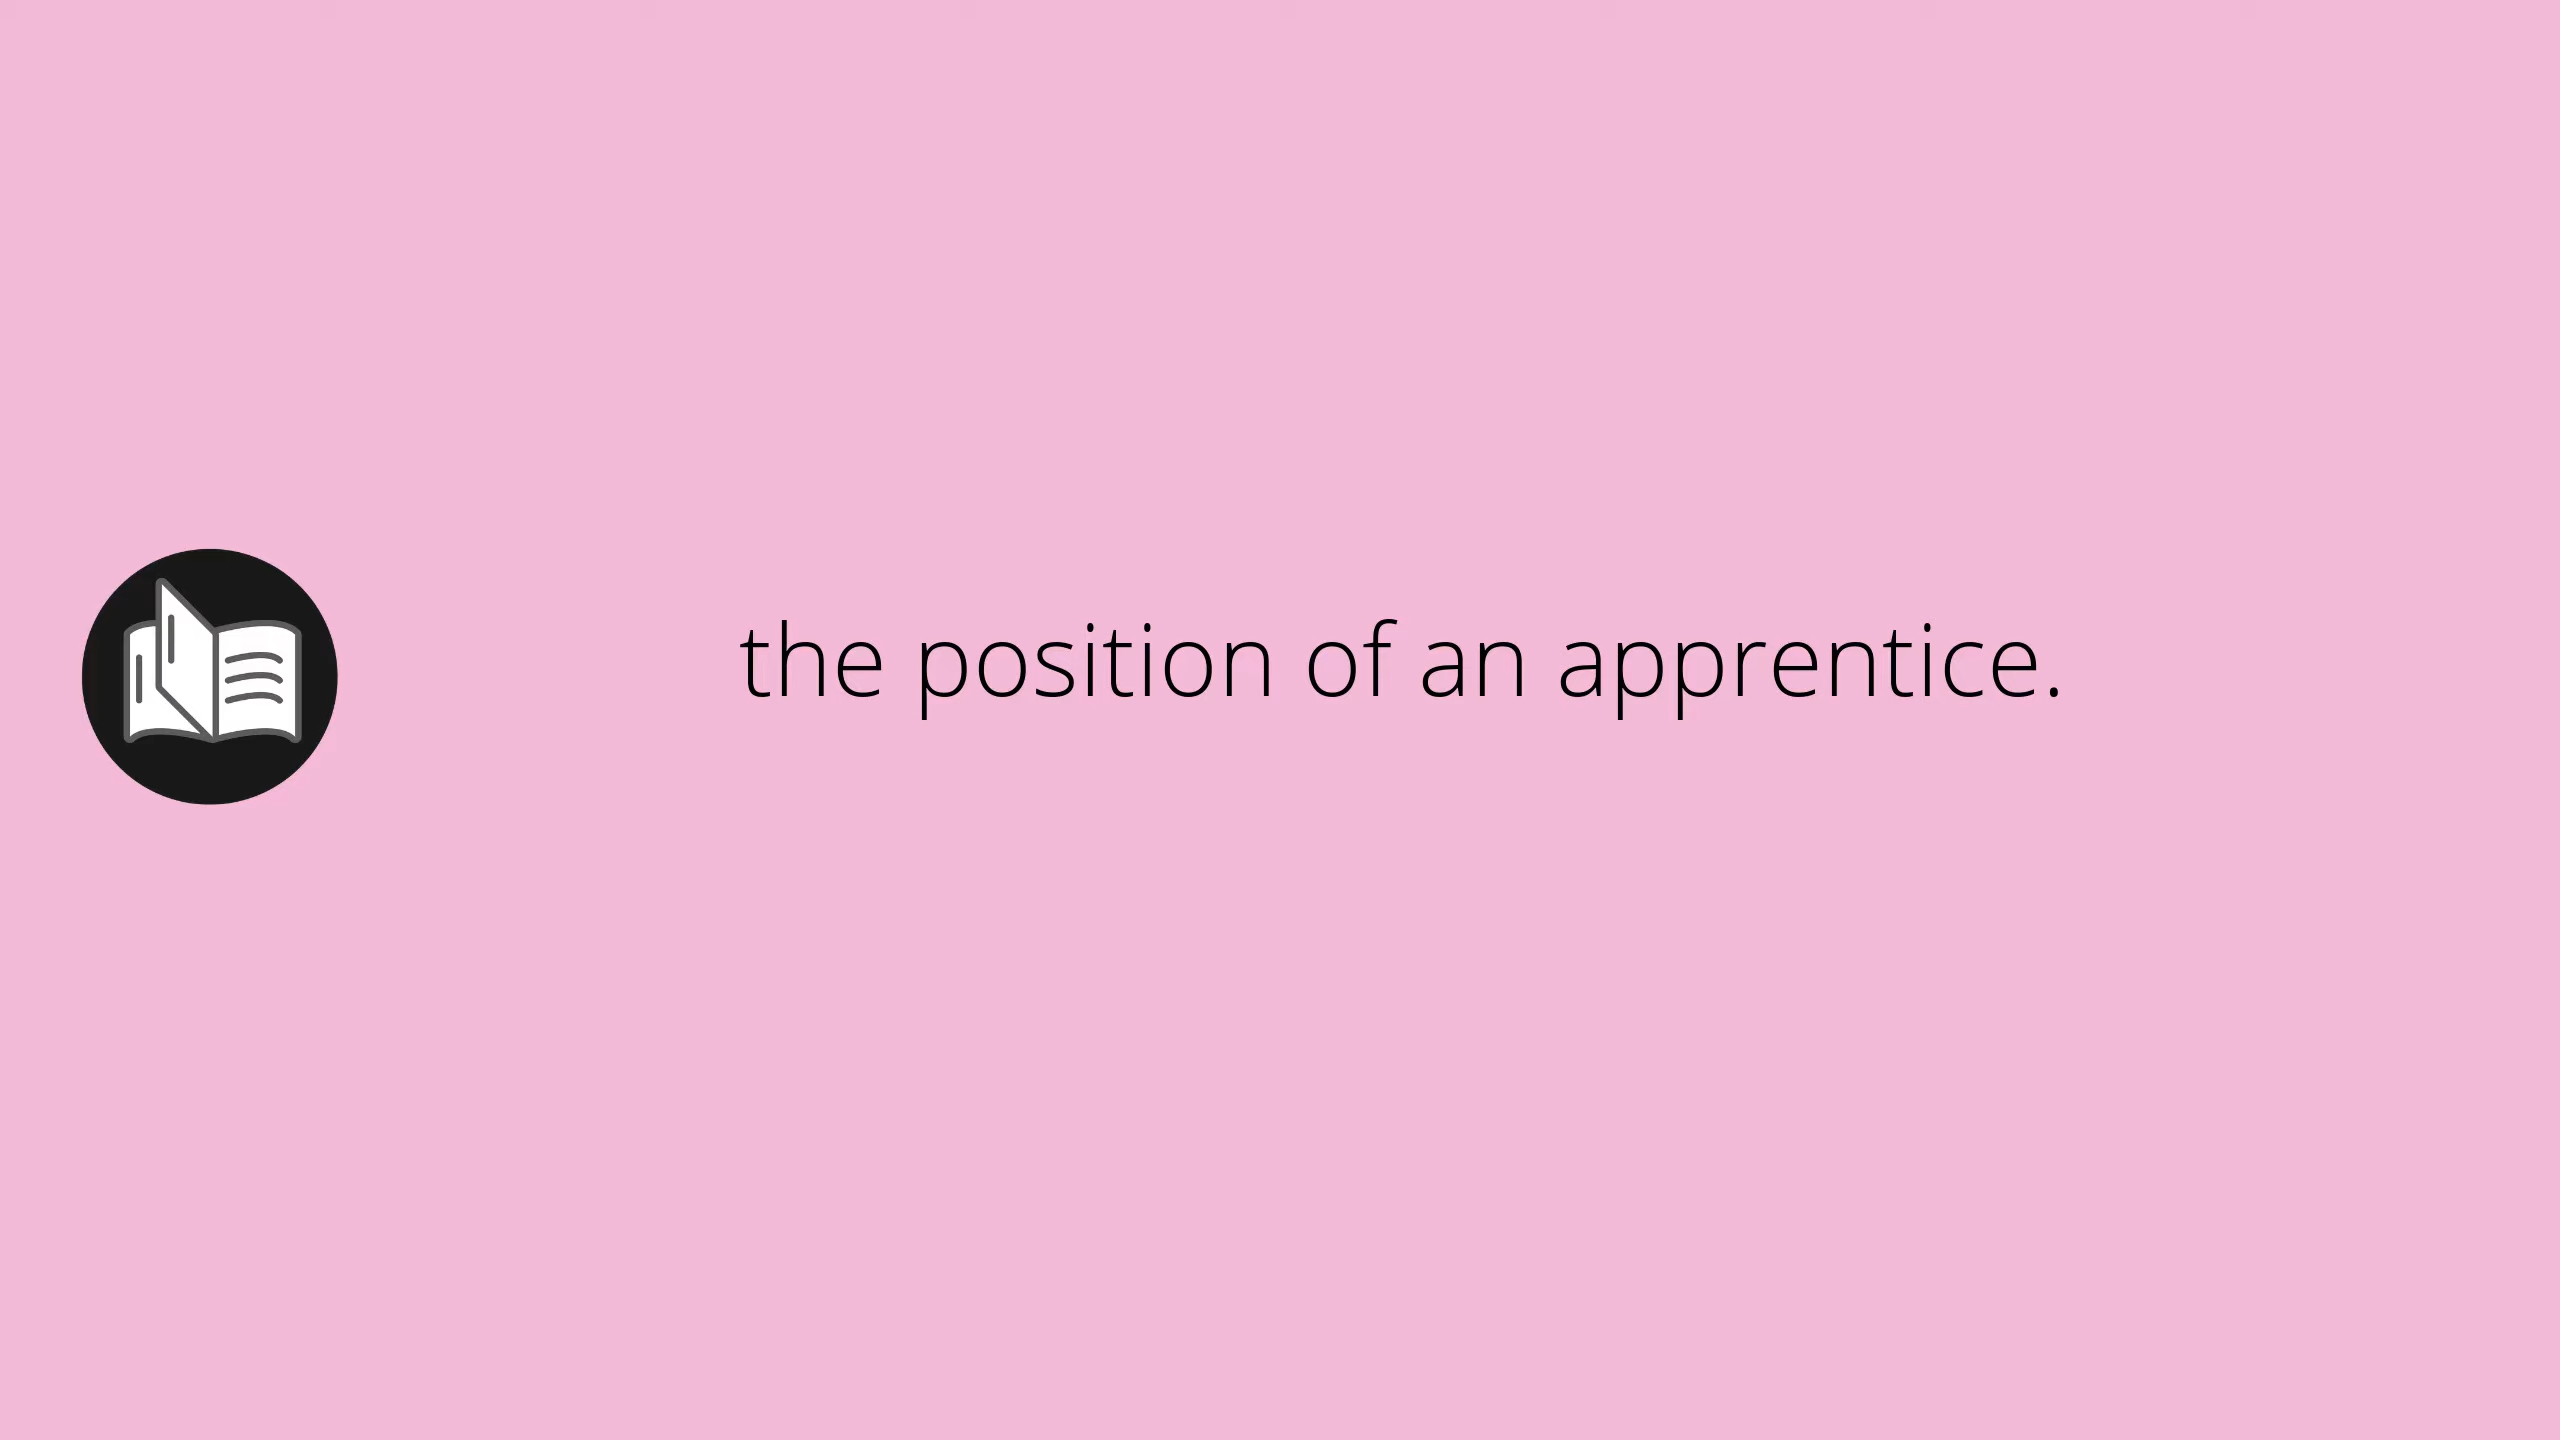 the position of an apprentice.